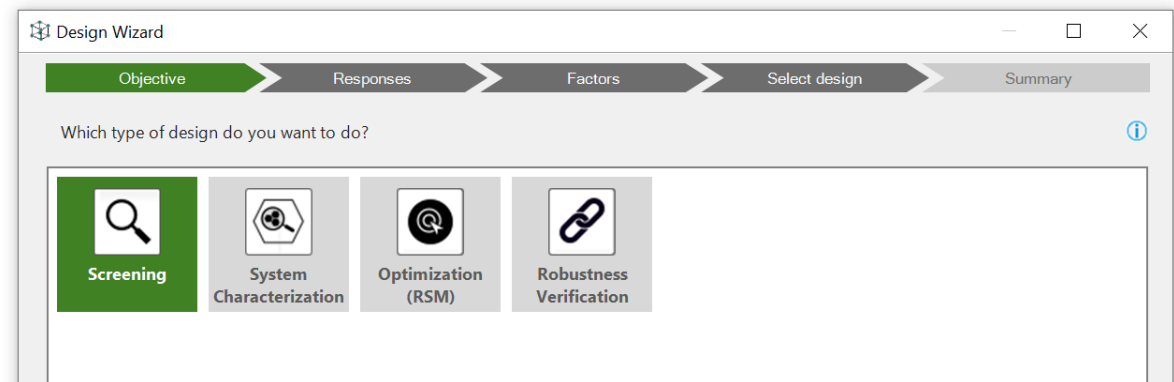 Design Wizard
Objective
Responses
Factors
Select design
Summary
Which type of design do you want to do?
Screening
System
Characterization
Optimization
(RSM)
Robustness
Verification